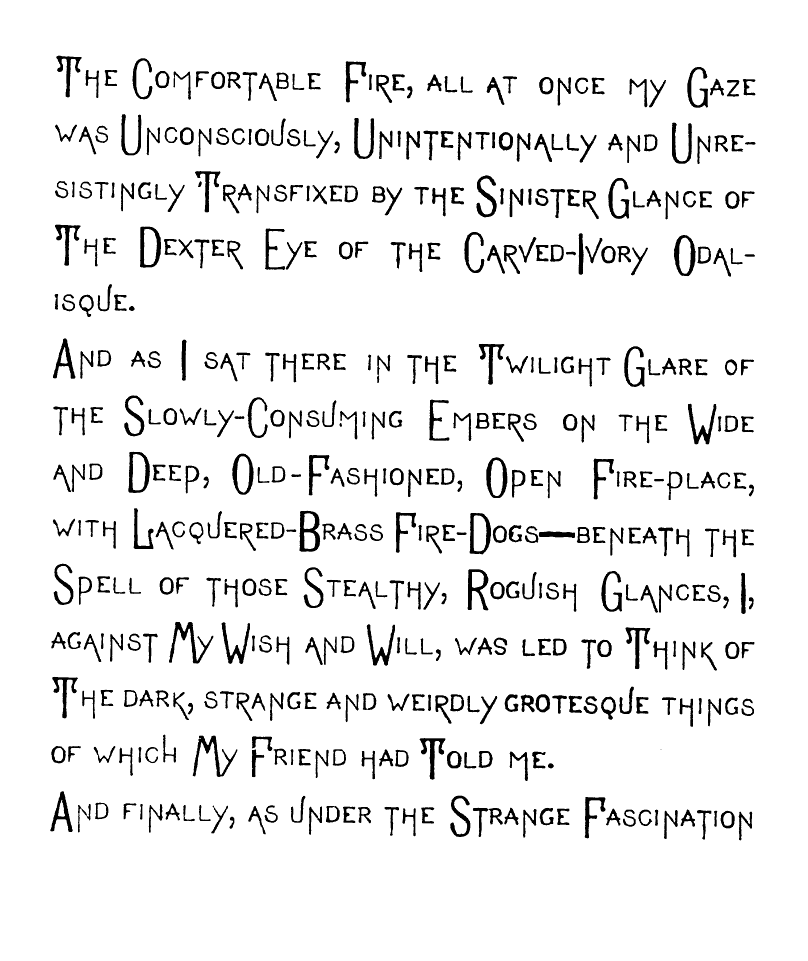 The Comfortable Fire, all at once my Gaze
was Unconsciously, Unintentionally and Unre-
sistingly Transfixed by the Sinister Glance of
The Dexter Eye of the Carved-Ivory Odal-
isque.
And as I sat there in the Twilight Glare of
the Slowly-Consuming Embers on the Wide
and Deep, Old-Fashioned, Open Fire-place,
with Lacquered-Brass Fire-Dogs—beneath the
Spell of those Stealthy, Roguish Glances, I,
against My Wish and Will, was led to Think of
The dark, strange and weirdly grotesque things
of which My Friend had Told me.
And finally, as under the Strange Fascination